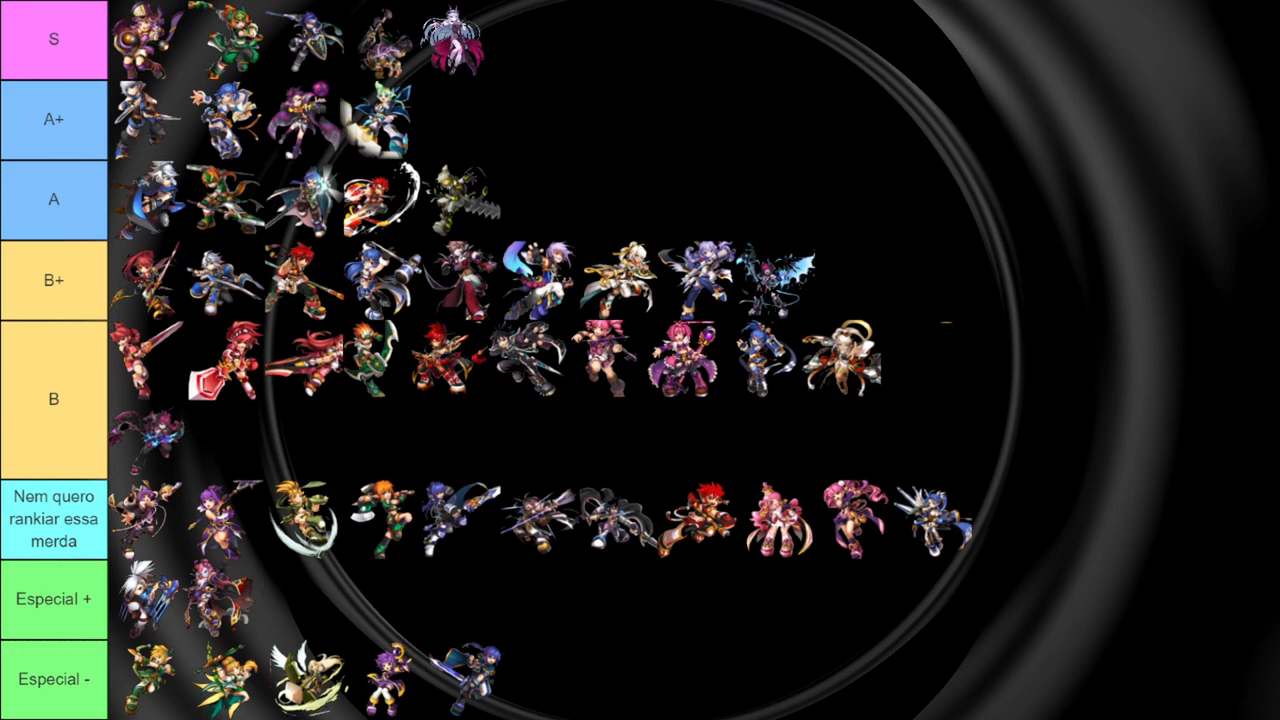 S
A+
A
B+
B
Nem quero
rankiar essa
merda
Especial +
Especial -